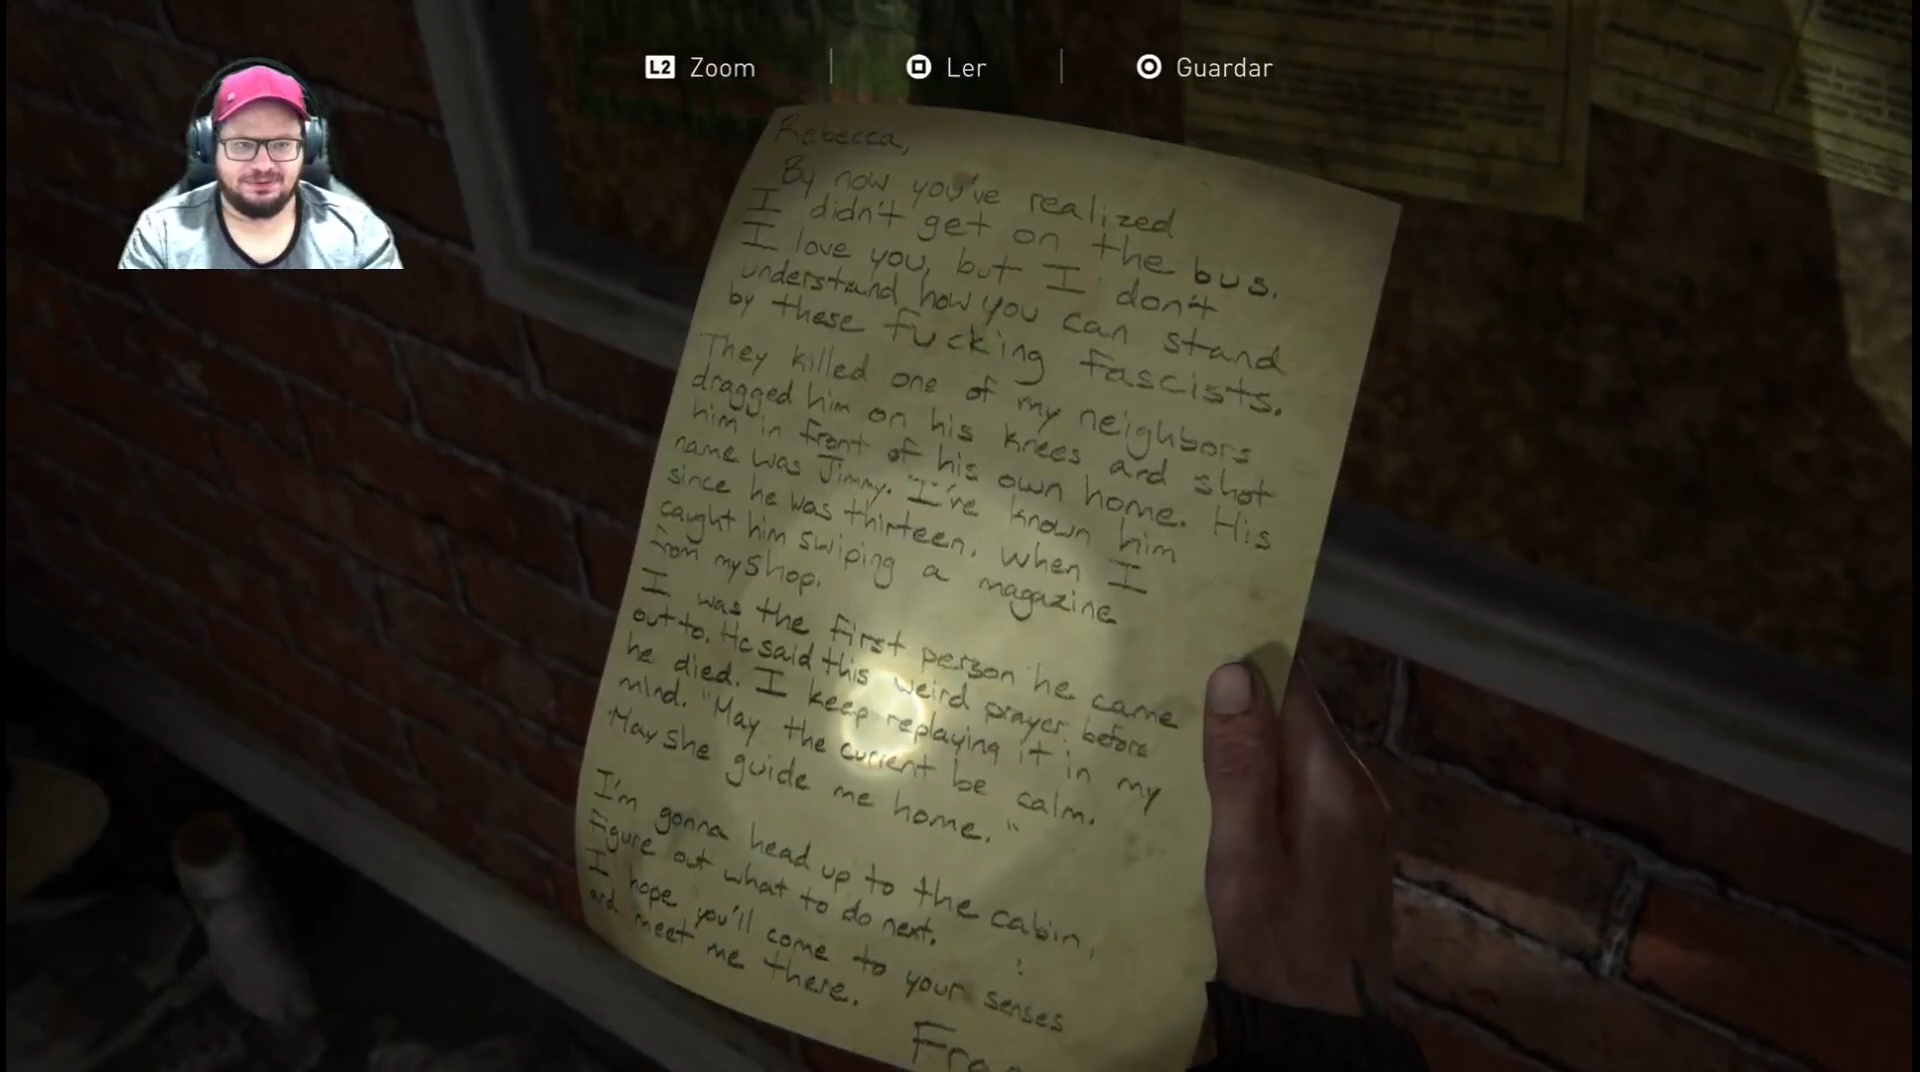 L2 Zoom Ler Guardar
Rebecca,
By now you've realized
I didn't get on the bus.
I love you, but I don't
understand how you can stand
by these fucking fascists.
They killed one of my neighbors
dragged him on his knees and shot
him in front of his own home. His
name was Jimmy. I've known him
since he was thirteen, when I
caught him swiping a magazine
from my shop.
I was the first person he came
out to. He said this weird prayer before
he died. I keep replaying it in my
mind. "May the current be calm.
May she guide me home."
I'm gonna head up to the cabin,
figure out what to do next.
I hope you'll come to your senses
and meet me there.